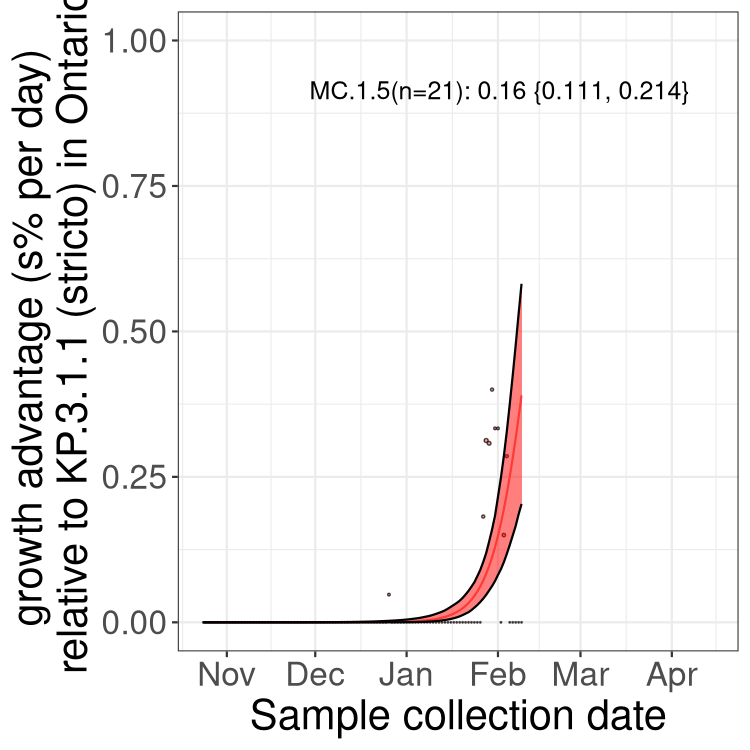 growth advantage (s% per day)
relative to KP.3.1.1 (stricto) in Ontario
1.00
0.75
0.50
0.25
0.00
MC.1.5(n=21): 0.16 {0.111, 0.214}
Nov Dec Jan Feb Mar Apr
Sample collection date